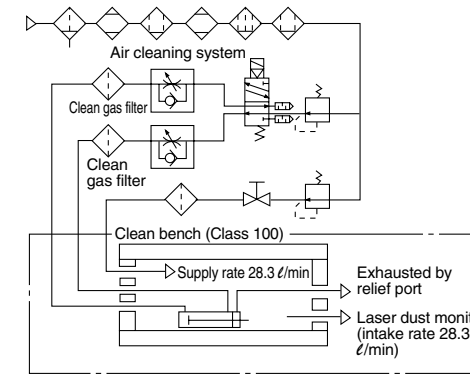 Air cleaning system
Clean gas filter
Clean
gas filter
Clean bench (Class 100)
Supply rate 28.3 ℓ/min
Exhausted by
relief port
Laser dust monit
(intake rate 28.3
ℓ/min)